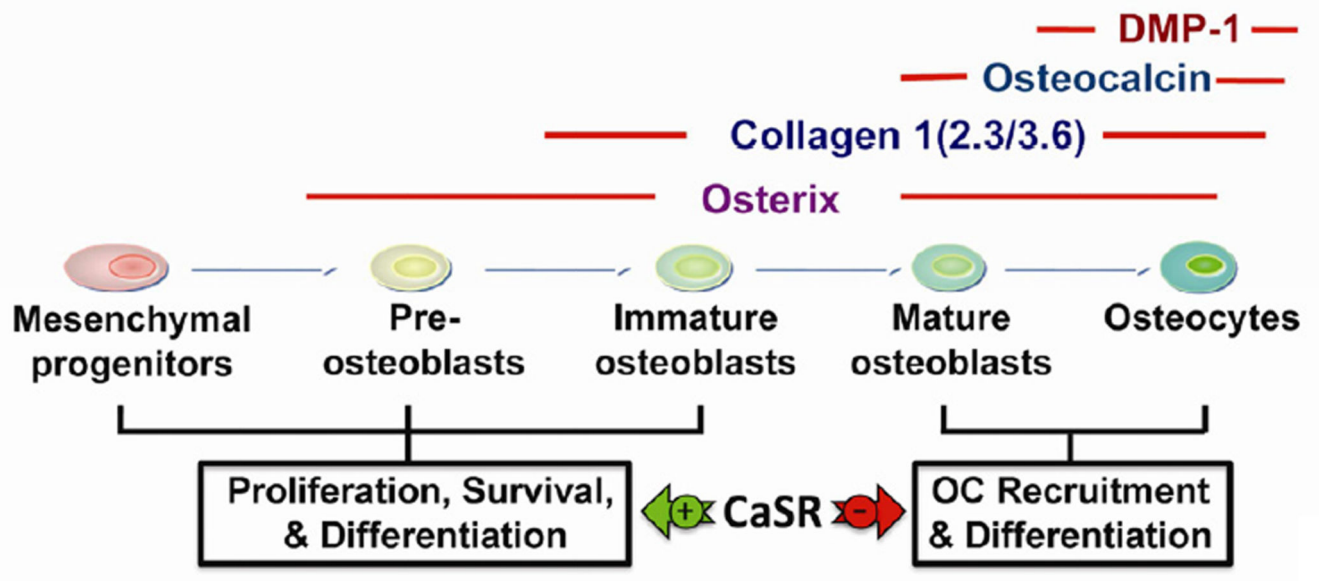 DMP-1
Osteocalcin
Collagen 1(2.3/3.6)
Osterix
Mesenchymal
progenitors
Pre-
osteoblasts
Immature
osteoblasts
Mature
osteoblasts
Osteocytes
Proliferation, Survival,
& Differentiation
+ CaSR -
OC Recruitment
& Differentiation